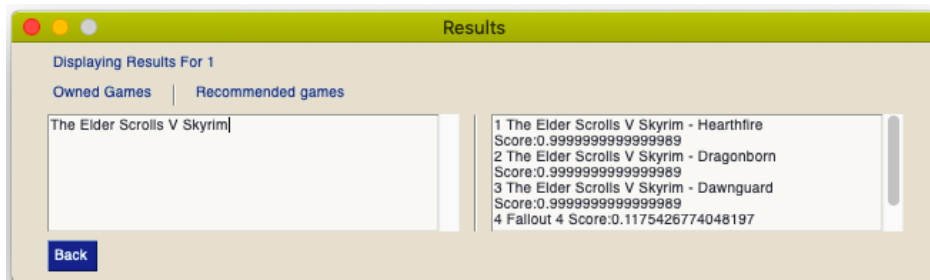 Results
Displaying Results For 1
Owned Games | Recommended games
The Elder Scrolls V Skyrim
1 The Elder Scrolls V Skyrim - Hearthfire
Score:0.9999999999999989
2 The Elder Scrolls V Skyrim - Dragonborn
Score:0.9999999999999989
3 The Elder Scrolls V Skyrim - Dawnguard
Score:0.9999999999999989
4 Fallout 4 Score:0.1175426774048197
Back